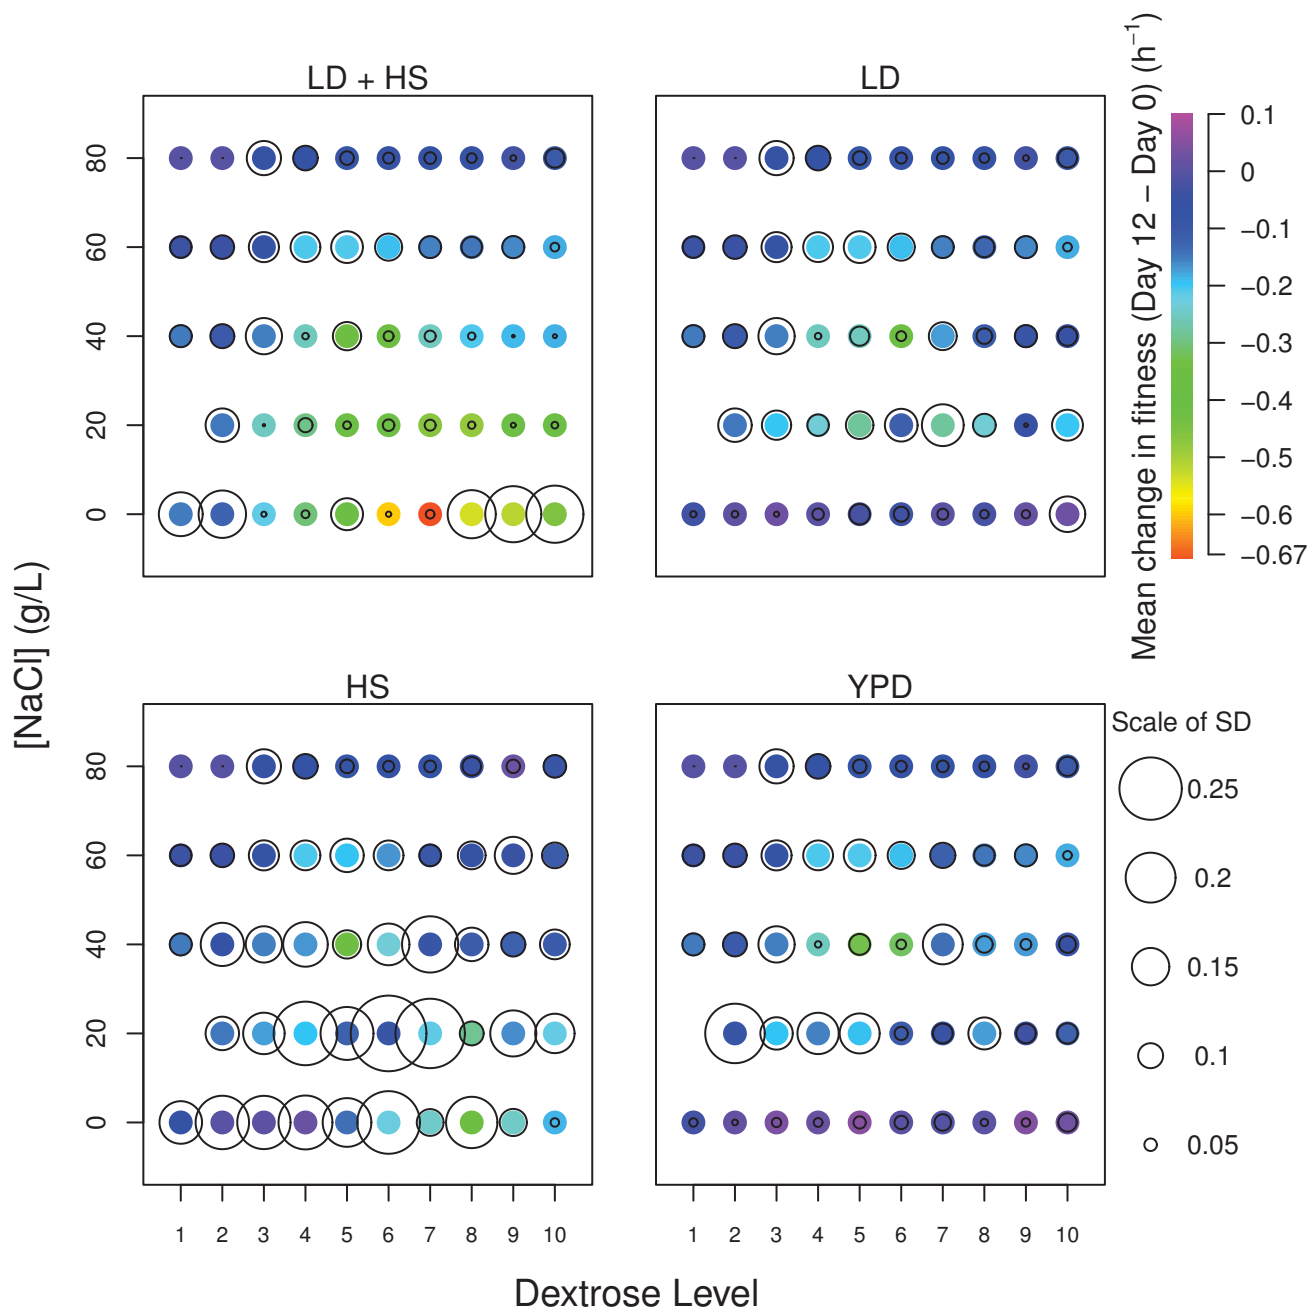 LD + HS
LD
80
60
40
20
0
Mean change in fitness (Day 12 − Day 0) (h⁻¹)
0.1
0
−0.1
−0.2
−0.3
−0.4
−0.5
−0.6
−0.67
[NaCl] (g/L)
HS
YPD
80
60
40
20
0
1 2 3 4 5 6 7 8 9 10
1 2 3 4 5 6 7 8 9 10
Dextrose Level
Scale of SD
0.25
0.2
0.15
0.1
0.05